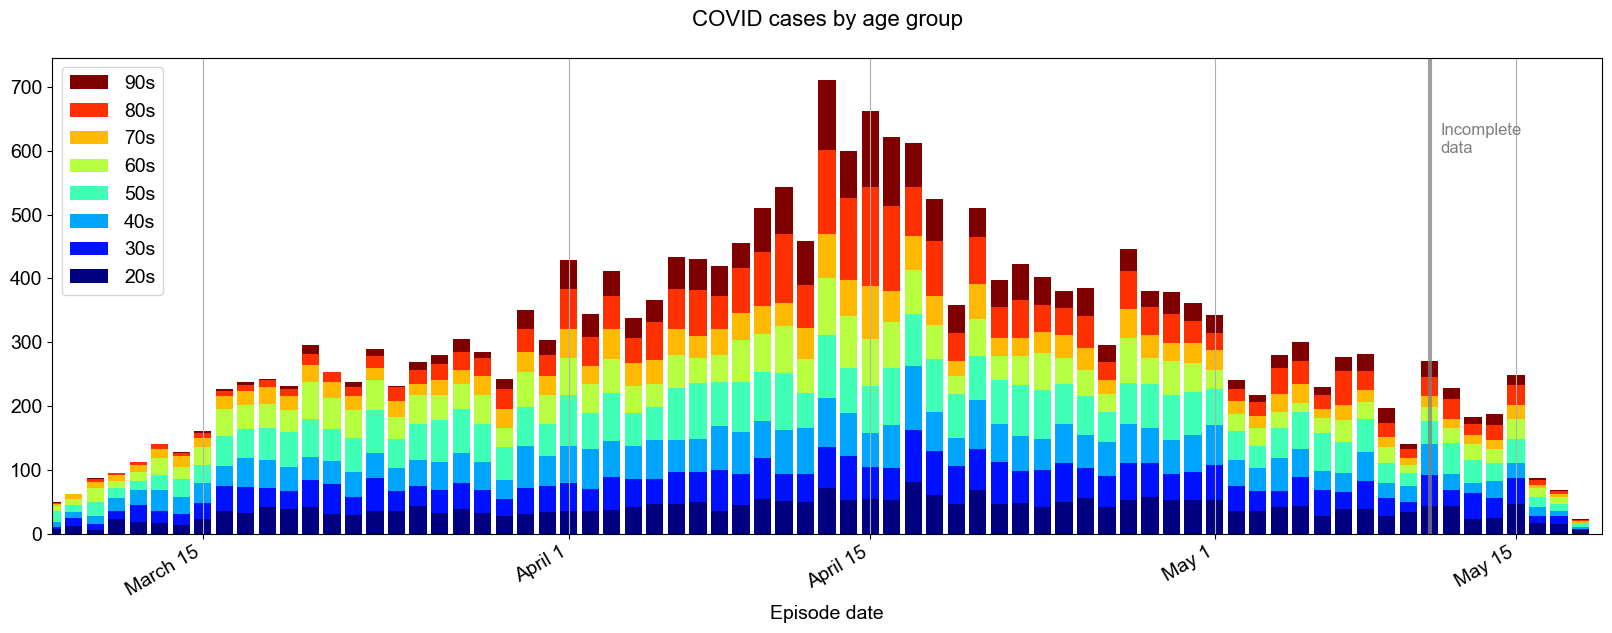 COVID cases by age group
700
600
500
400
300
200
100
0
90s
80s
70s
60s
50s
40s
30s
20s
Incomplete
data
March 15
April 1
April 15
May 1
May 15
Episode date